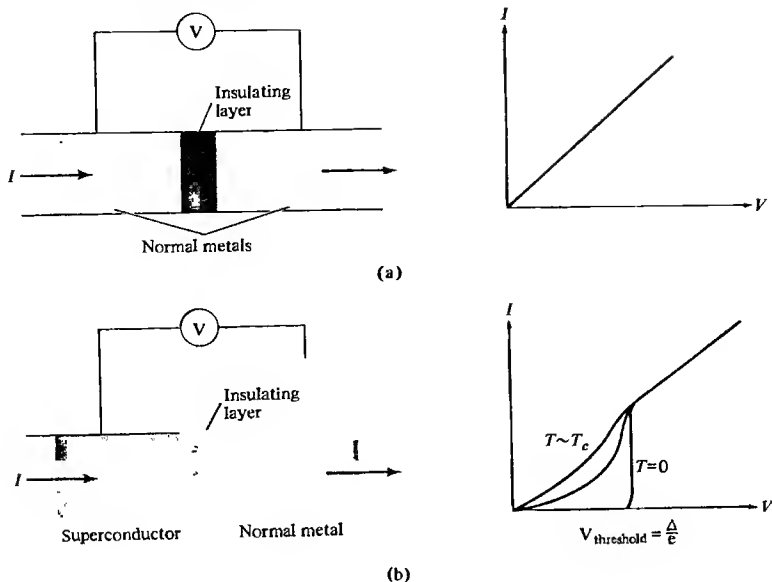 V
Insulating
layer
I
Normal metals
I
V
(a)
V
Insulating
layer
I
Superconductor
Normal metal
I
T~T_c
T=0
V
V_threshold = Δ/e
(b)